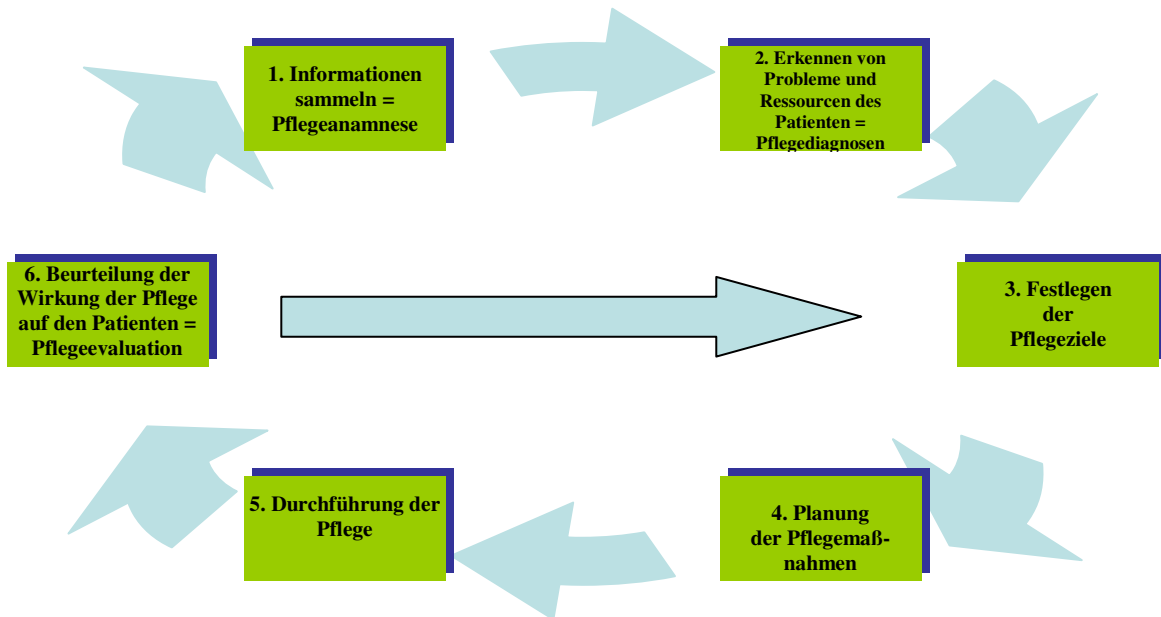 1. Informationen
sammeln =
Pflegeanamnese
2. Erkennen von
Probleme und
Ressourcen des
Patienten =
Pflegediagnosen
3. Festlegen
der
Pflegeziele
4. Planung
der Pflegemaß-
nahmen
5. Durchführung der
Pflege
6. Beurteilung der
Wirkung der Pflege
auf den Patienten =
Pflegeevaluation